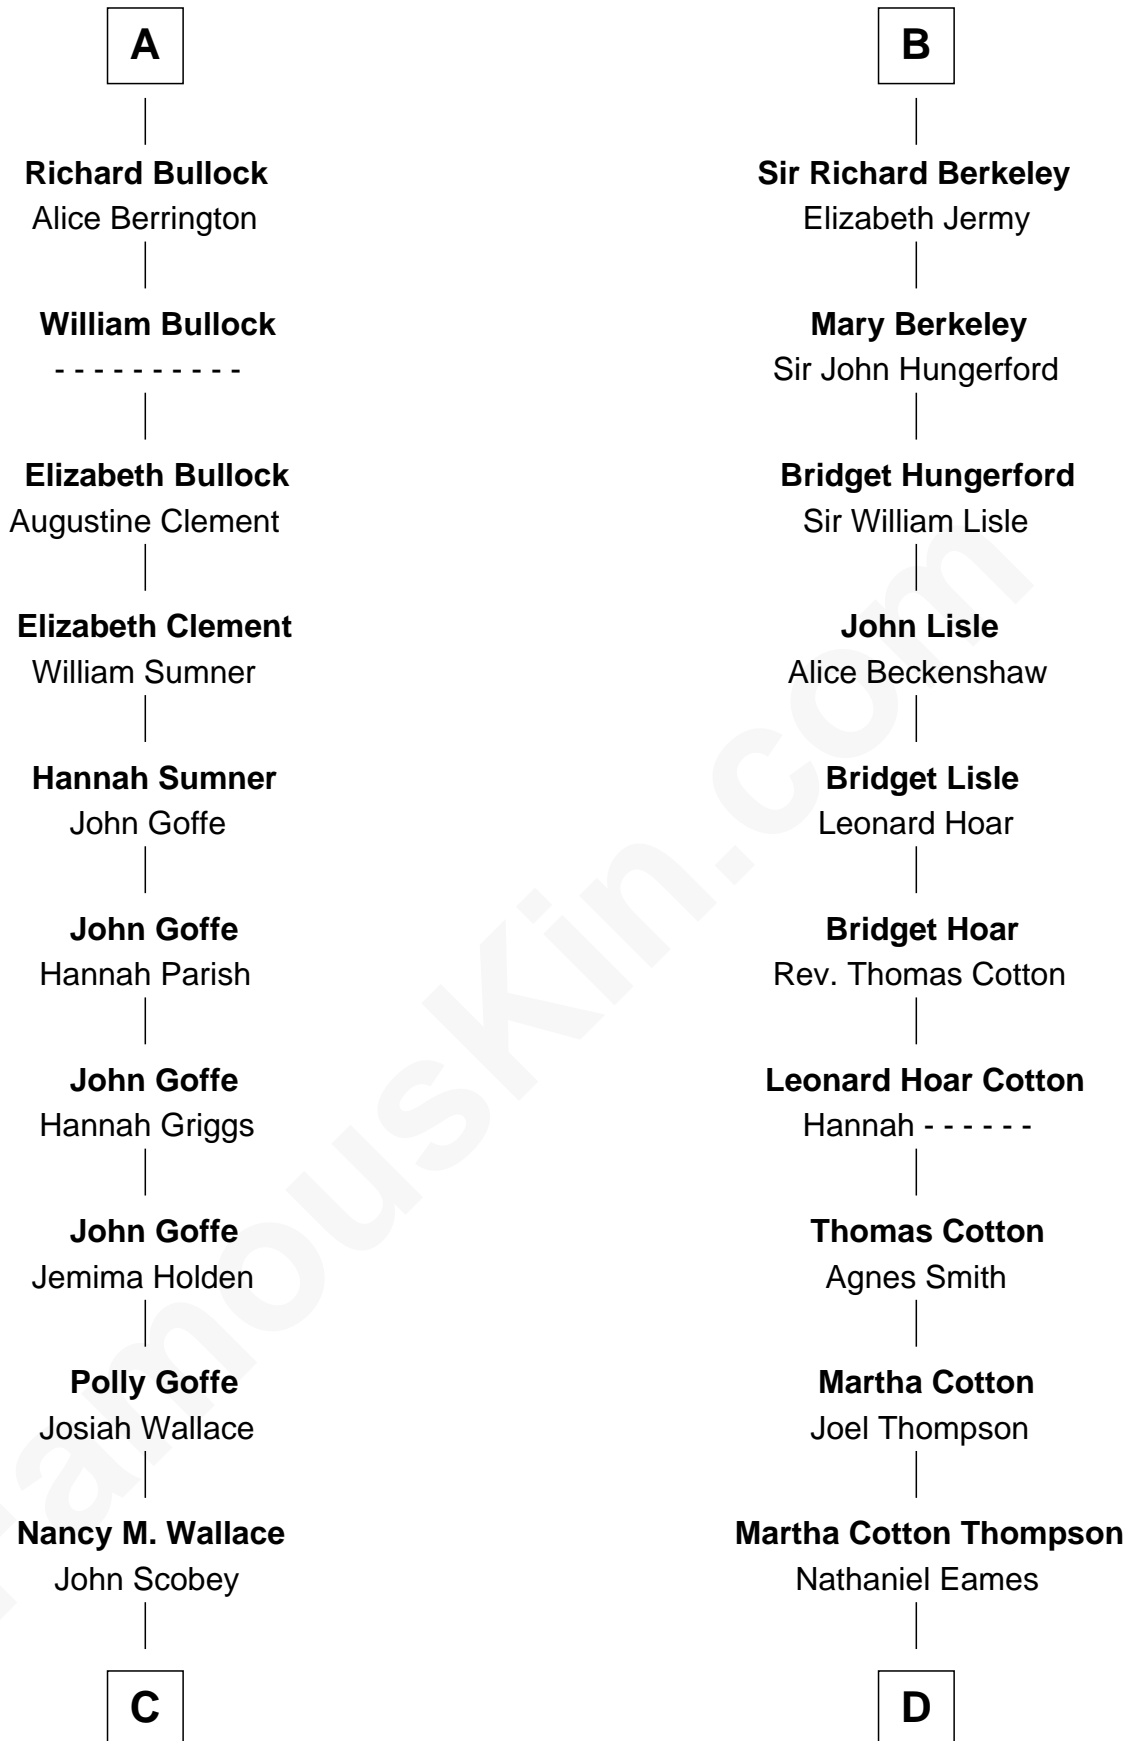 A
Richard Bullock
Alice Berrington
William Bullock
- - - - - - - - - -
Elizabeth Bullock
Augustine Clement
Elizabeth Clement
William Sumner
Hannah Sumner
John Goffe
John Goffe
Hannah Parish
John Goffe
Hannah Griggs
John Goffe
Jemima Holden
Polly Goffe
Josiah Wallace
Nancy M. Wallace
John Scobey
C
B
Sir Richard Berkeley
Elizabeth Jermy
Mary Berkeley
Sir John Hungerford
Bridget Hungerford
Sir William Lisle
John Lisle
Alice Beckenshaw
Bridget Lisle
Leonard Hoar
Bridget Hoar
Rev. Thomas Cotton
Leonard Hoar Cotton
Hannah - - - - - -
Thomas Cotton
Agnes Smith
Martha Cotton
Joel Thompson
Martha Cotton Thompson
Nathaniel Eames
D
FamousKin.com